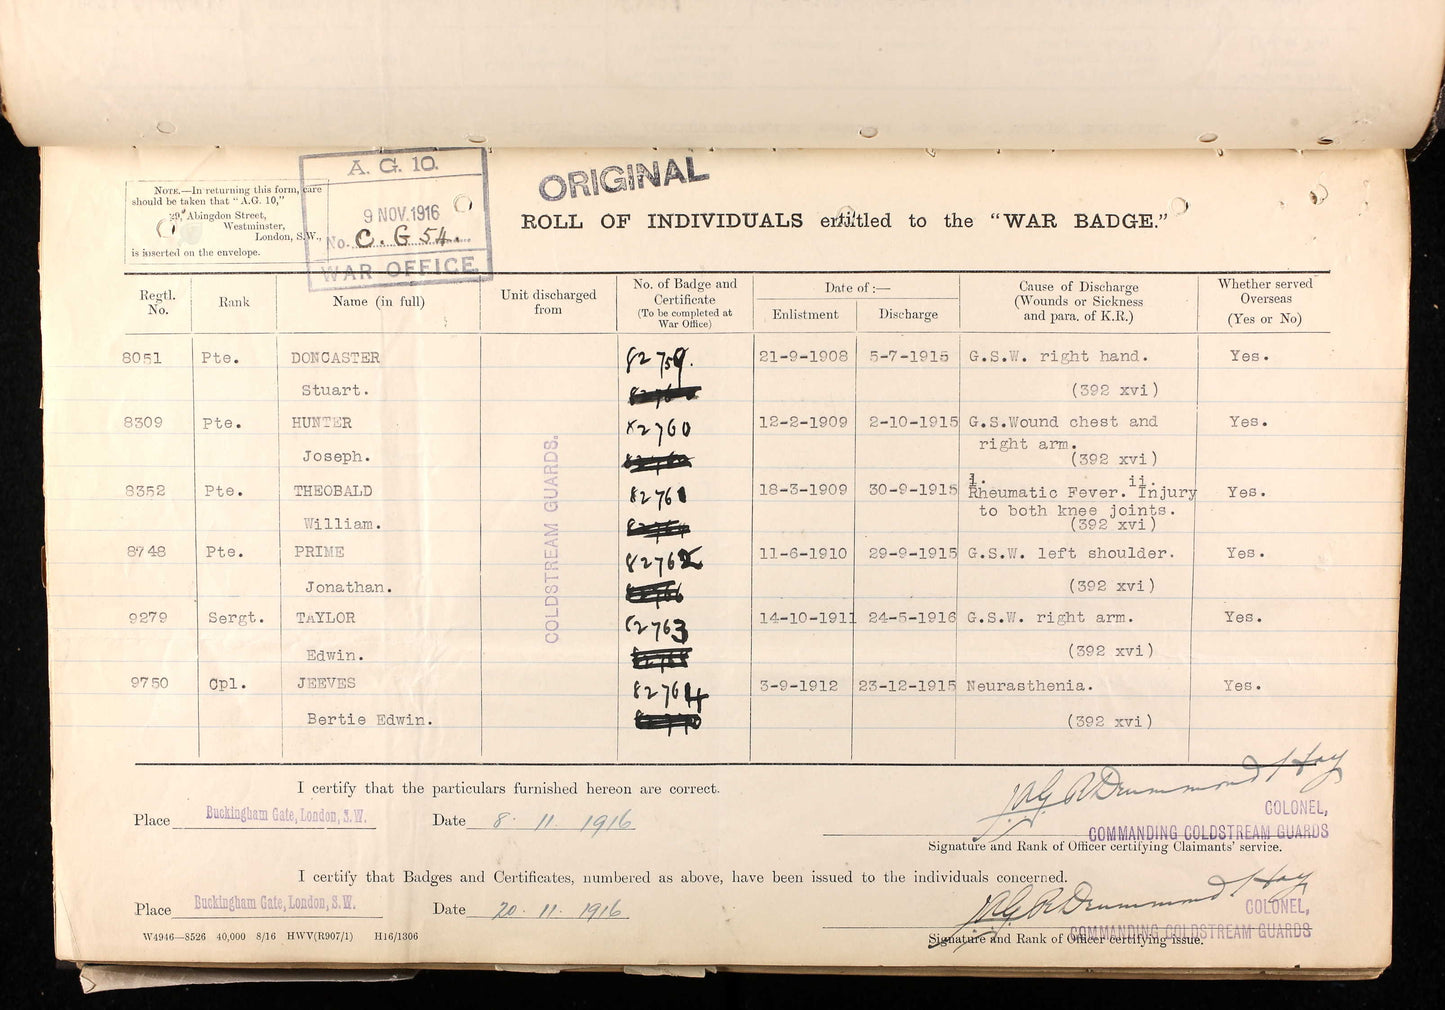 NOTE.—In returning this form, care
should be taken that "A.G. 10,"
29, Abingdon Street,
Westminster,
London, S.W.,
is inserted on the envelope.
A. G. 10.
9 NOV. 1916
No. C. G 54.
WAR OFFICE
ORIGINAL
ROLL OF INDIVIDUALS entitled to the "WAR BADGE."
Regtl. No. Rank Name (in full) Unit discharged from No. of Badge and Certificate (To be completed at War Office) Date of :— Enlistment Discharge Cause of Discharge (Wounds or Sickness and para. of K.R.) Whether served Overseas (Yes or No)
COLDSTREAM GUARDS.
8051 Pte. DONCASTER 82759. 21-9-1908 5-7-1915 G.S.W. right hand. Yes.
Stuart. (392 xvi)
8309 Pte. HUNTER 82760 12-2-1909 2-10-1915 G.S.Wound chest and Yes.
right arm.
Joseph. (392 xvi)
8352 Pte. THEOBALD 82761 18-3-1909 30-9-1915 i. Rheumatic Fever. ii. Injury Yes.
to both knee joints.
William. (392 xvi)
8748 Pte. PRIME 82762 11-6-1910 29-9-1915 G.S.W. left shoulder. Yes.
Jonathan. (392 xvi)
9279 Sergt. TAYLOR 82763 14-10-1911 24-5-1916 G.S.W. right arm. Yes.
Edwin. (392 xvi)
9750 Cpl. JEEVES 82764 3-9-1912 23-12-1915 Neurasthenia. Yes.
Bertie Edwin. (392 xvi)
I certify that the particulars furnished hereon are correct.
Drummond Hay
COLONEL,
Place Buckingham Gate, London, S.W. Date 8. 11. 1916
COMMANDING COLDSTREAM GUARDS
Signature and Rank of Officer certifying Claimants' service.
I certify that Badges and Certificates, numbered as above, have been issued to the individuals concerned.
Drummond Hay
COLONEL,
Place Buckingham Gate, London, S.W. Date 20. 11. 1916
COMMANDING COLDSTREAM GUARDS
Signature and Rank of Officer certifying issue.
W4946—8526 40,000 8/16 HWV(R907/1) H16/1306